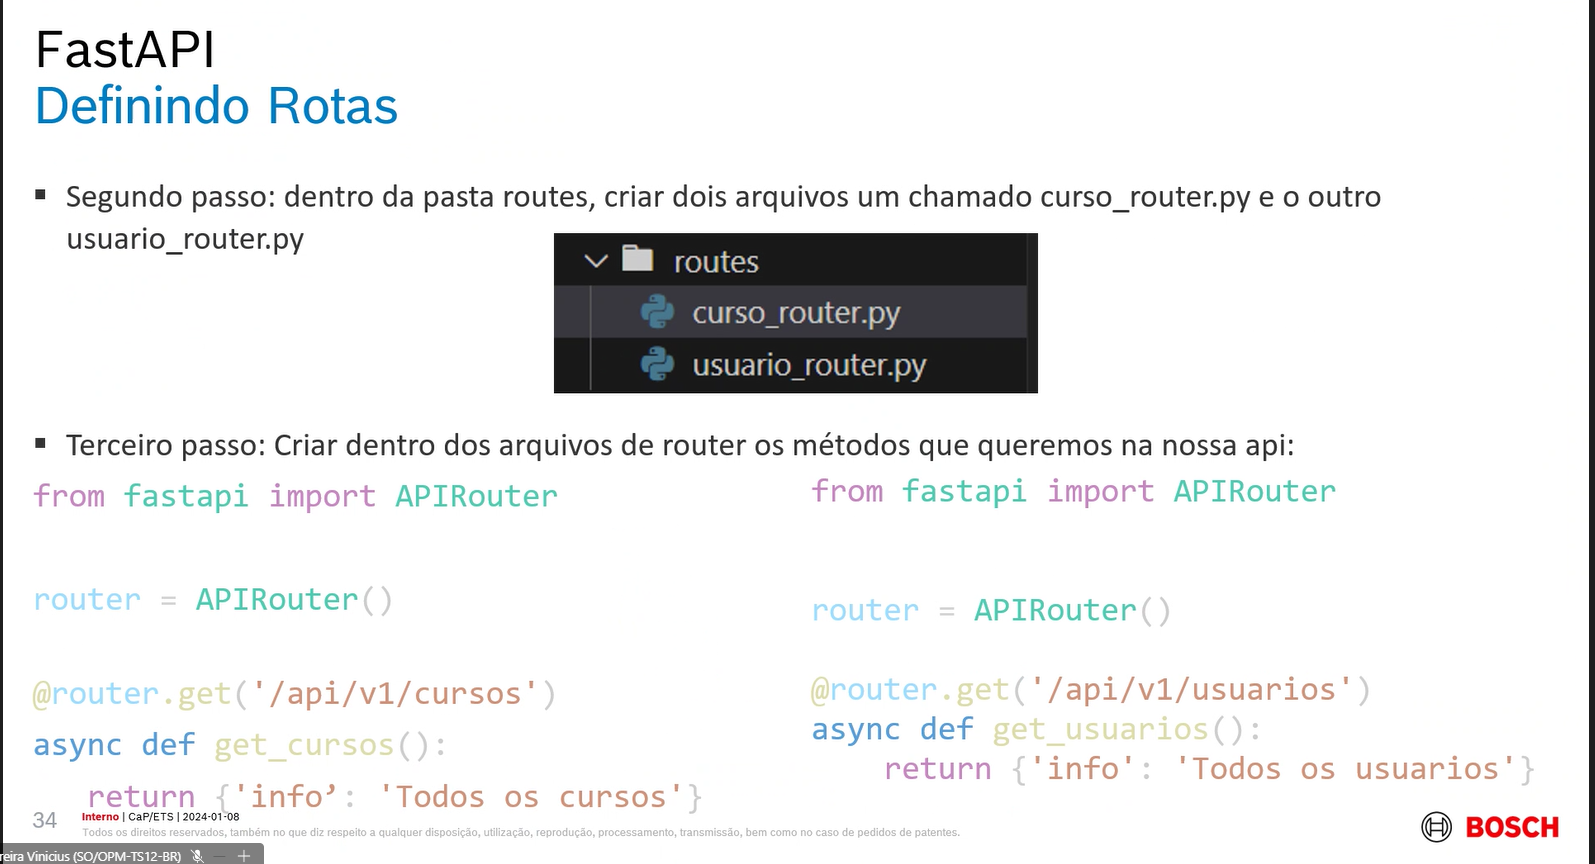 FastAPI
Definindo Rotas
▪ Segundo passo: dentro da pasta routes, criar dois arquivos um chamado curso_router.py e o outro
usuario_router.py
routes
curso_router.py
usuario_router.py
▪ Terceiro passo: Criar dentro dos arquivos de router os métodos que queremos na nossa api:
from fastapi import APIRouter
router = APIRouter()
@router.get('/api/v1/cursos')
async def get_cursos():
return {'info’: 'Todos os cursos'}
from fastapi import APIRouter
router = APIRouter()
@router.get('/api/v1/usuarios')
async def get_usuarios():
return {'info': 'Todos os usuarios'}
34
Interno | CaP/ETS | 2024-01-08
Todos os direitos reservados, também no que diz respeito a qualquer disposição, utilização, reprodução, processamento, transmissão, bem como no caso de pedidos de patentes.
BOSCH
reira Vinicius (SO/OPM-TS12-BR)